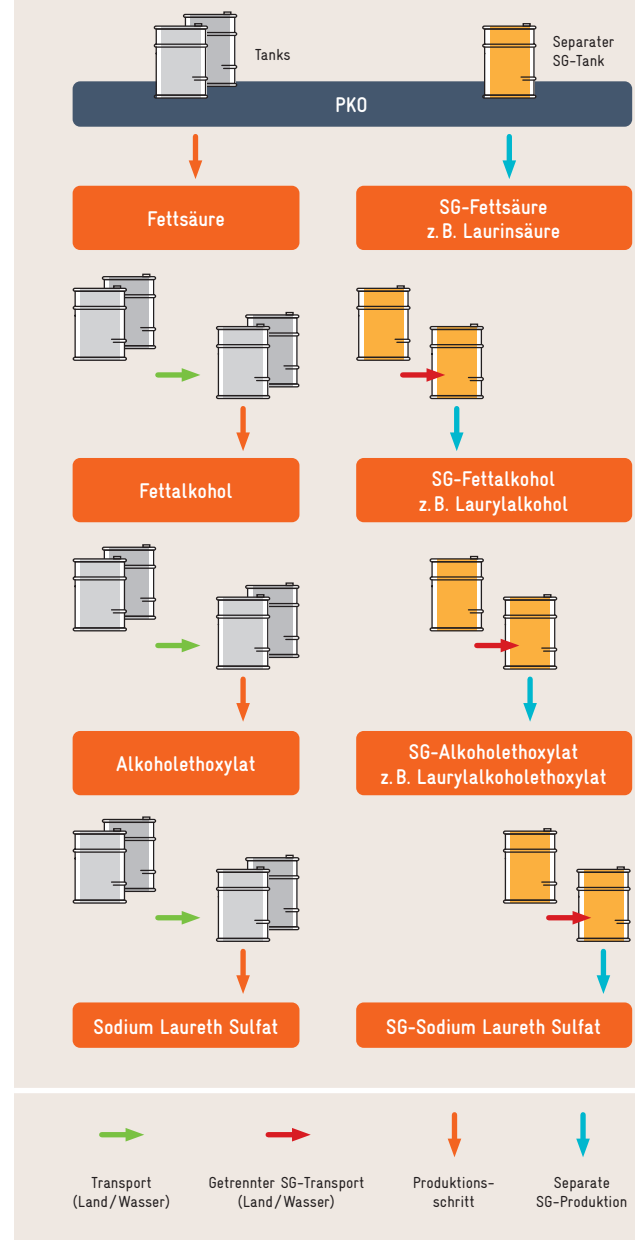 Tanks
Separater
SG-Tank
PKO
Fettsäure
SG-Fettsäure
z. B. Laurinsäure
Fettalkohol
SG-Fettalkohol
z. B. Laurylalkohol
Alkoholethoxylat
SG-Alkoholethoxylat
z. B. Laurylalkoholethoxylat
Sodium Laureth Sulfat
SG-Sodium Laureth Sulfat
Transport
(Land / Wasser)
Getrennter SG-Transport
(Land / Wasser)
Produktions-
schritt
Separate
SG-Produktion